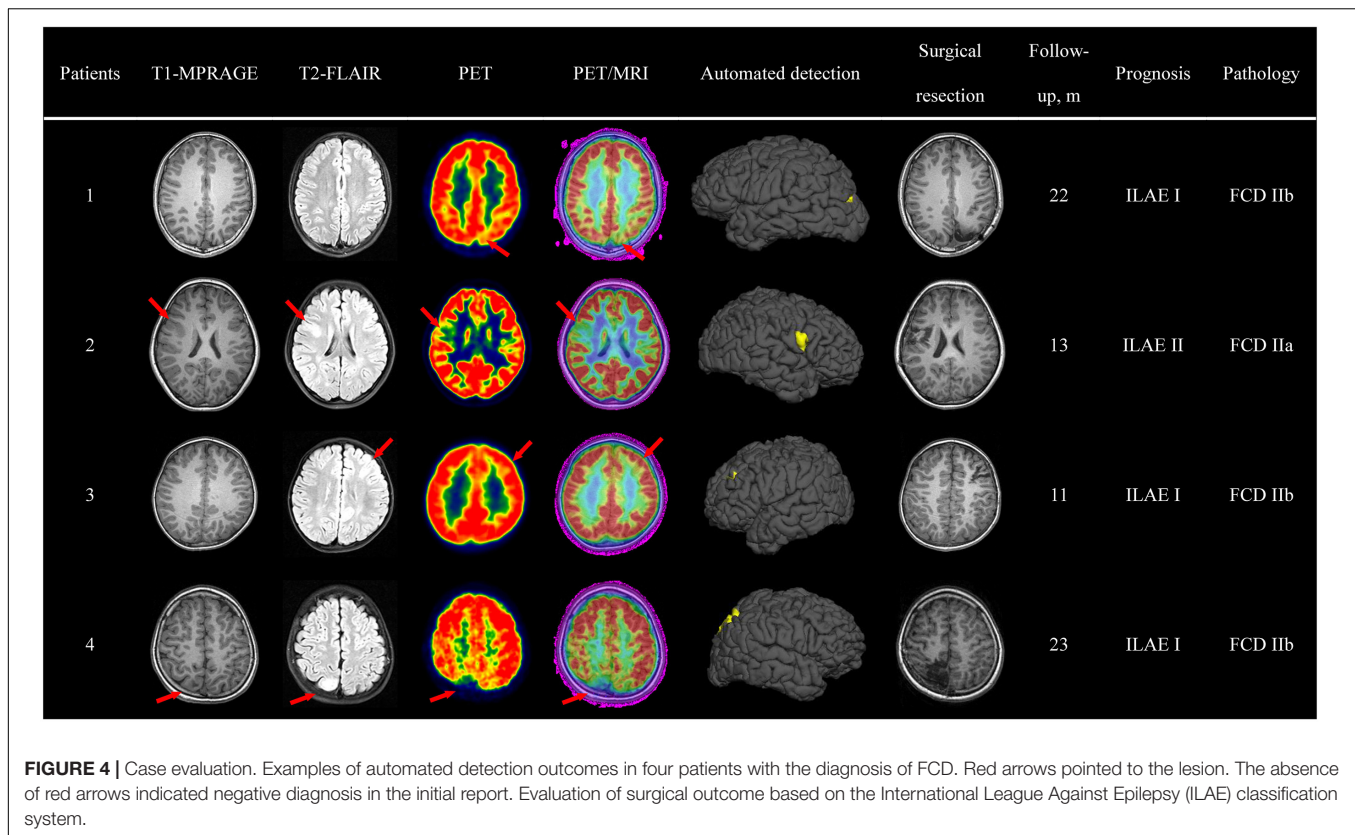 Patients T1-MPRAGE T2-FLAIR PET PET/MRI Automated detection Surgical resection Follow-up, m Prognosis Pathology
1 22 ILAE I FCD IIb
2 13 ILAE II FCD IIa
3 11 ILAE I FCD IIb
4 23 ILAE I FCD IIb
FIGURE 4 | Case evaluation. Examples of automated detection outcomes in four patients with the diagnosis of FCD. Red arrows pointed to the lesion. The absence
of red arrows indicated negative diagnosis in the initial report. Evaluation of surgical outcome based on the International League Against Epilepsy (ILAE) classification
system.